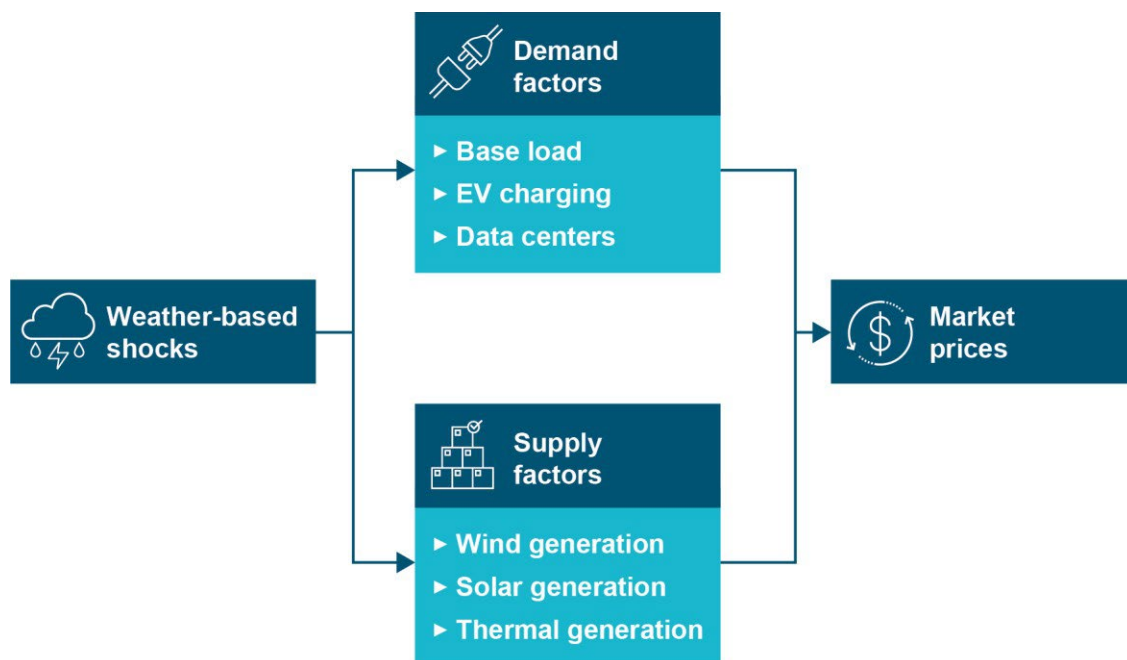 Demand
factors
► Base load
► EV charging
► Data centers
Weather-based
shocks
Market
prices
Supply
factors
► Wind generation
► Solar generation
► Thermal generation